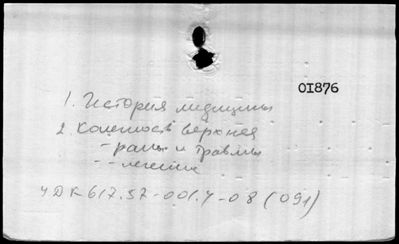 01876
1. История медицины
2. Конечность верхняя
- раны и травмы
- - лечение
УДК 617.57-001.4-08 (091)